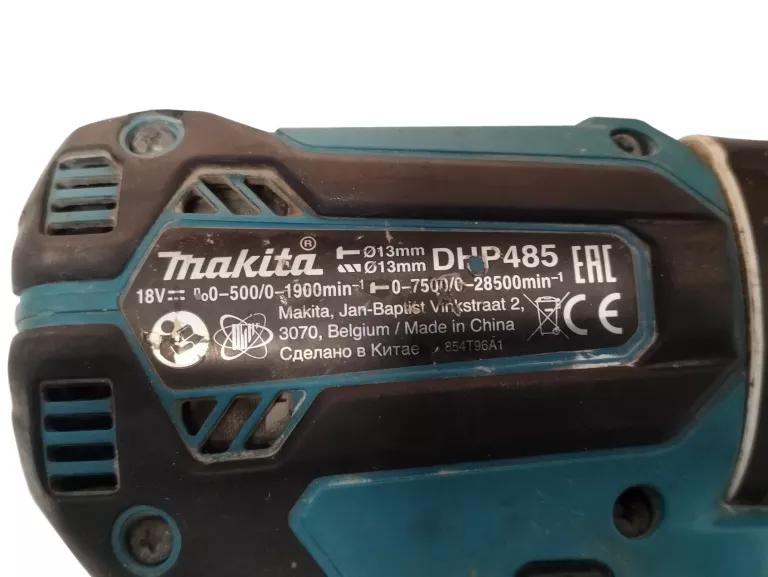 makita® Ø13mm DHP485 EAC
Ø13mm
18V⎓ n₀0-500/0-1900min⁻¹ 0-7500/0-28500min⁻¹
Makita, Jan-Baptist Vinkstraat 2,
3070, Belgium / Made in China CE
Сделано в Китае 854T96A1